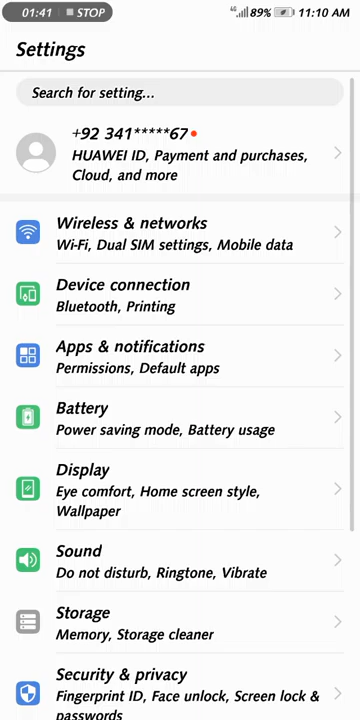 01:41 STOP 4G 89% 11:10 AM
Settings
Search for setting...
+92 341*****67
HUAWEI ID, Payment and purchases,
Cloud, and more
Wireless & networks
Wi-Fi, Dual SIM settings, Mobile data
Device connection
Bluetooth, Printing
Apps & notifications
Permissions, Default apps
Battery
Power saving mode, Battery usage
Display
Eye comfort, Home screen style,
Wallpaper
Sound
Do not disturb, Ringtone, Vibrate
Storage
Memory, Storage cleaner
Security & privacy
Fingerprint ID, Face unlock, Screen lock &
passwords